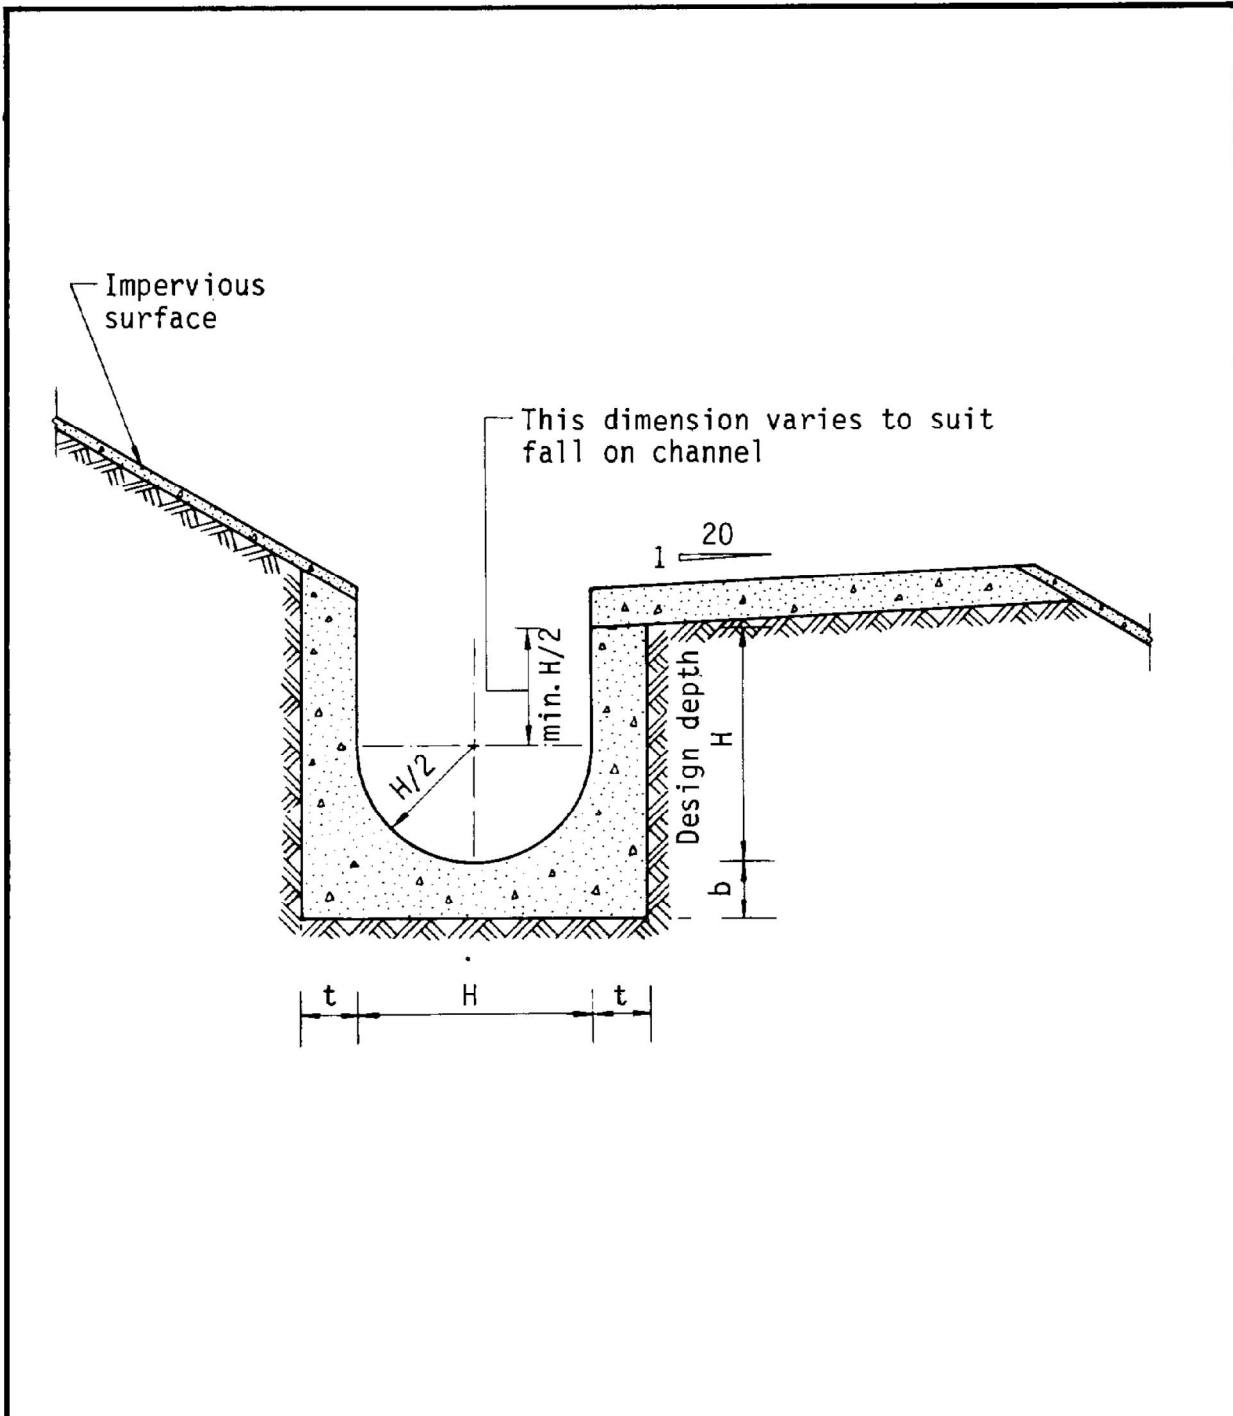 Impervious
surface
This dimension varies to suit
fall on channel
1 20
min. H/2
H/2
Design depth
H
b
t H t